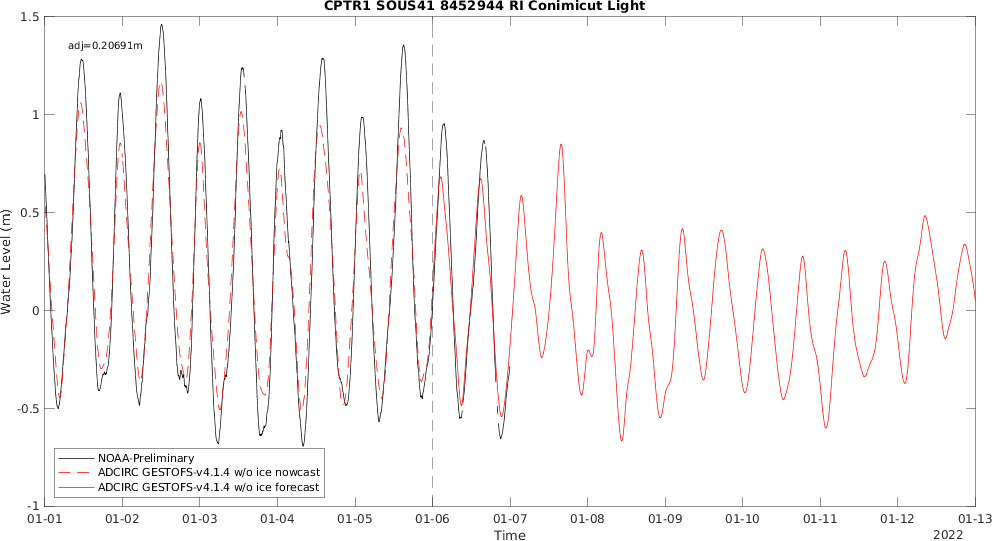 CPTR1 SOUS41 8452944 RI Conimicut Light
adj=0.20691m
1.5
1
0.5
0
-0.5
-1
Water Level (m)
NOAA-Preliminary
ADCIRC GESTOFS-v4.1.4 w/o ice nowcast
ADCIRC GESTOFS-v4.1.4 w/o ice forecast
01-01 01-02 01-03 01-04 01-05 01-06 01-07 01-08 01-09 01-10 01-11 01-12 01-13
Time
2022